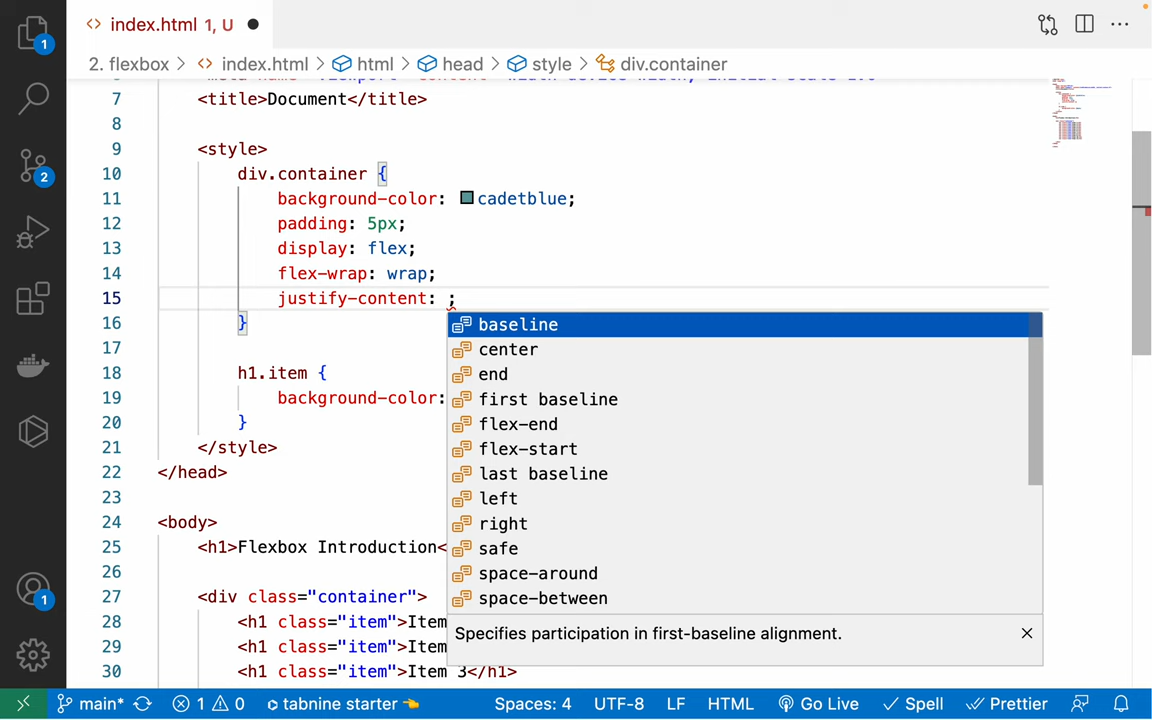 index.html 1, U
2. flexbox > index.html > html > head > style > div.container
7 <title>Document</title>
8
9 <style>
10 div.container {
11 background-color: cadetblue;
12 padding: 5px;
13 display: flex;
14 flex-wrap: wrap;
15 justify-content: ;
16 }
17
18 h1.item {
19 background-color:
20 }
21 </style>
22 </head>
23
24 <body>
25 <h1>Flexbox Introduction<
26
27 <div class="container">
28 <h1 class="item">Item
29 <h1 class="item">Item
30 <h1 class="item">Item 3</h1>
baseline
center
end
first baseline
flex-end
flex-start
last baseline
left
right
safe
space-around
space-between
Specifies participation in first-baseline alignment.
1
2
1
main* 1 0 tabnine starter Spaces: 4 UTF-8 LF HTML Go Live Spell Prettier